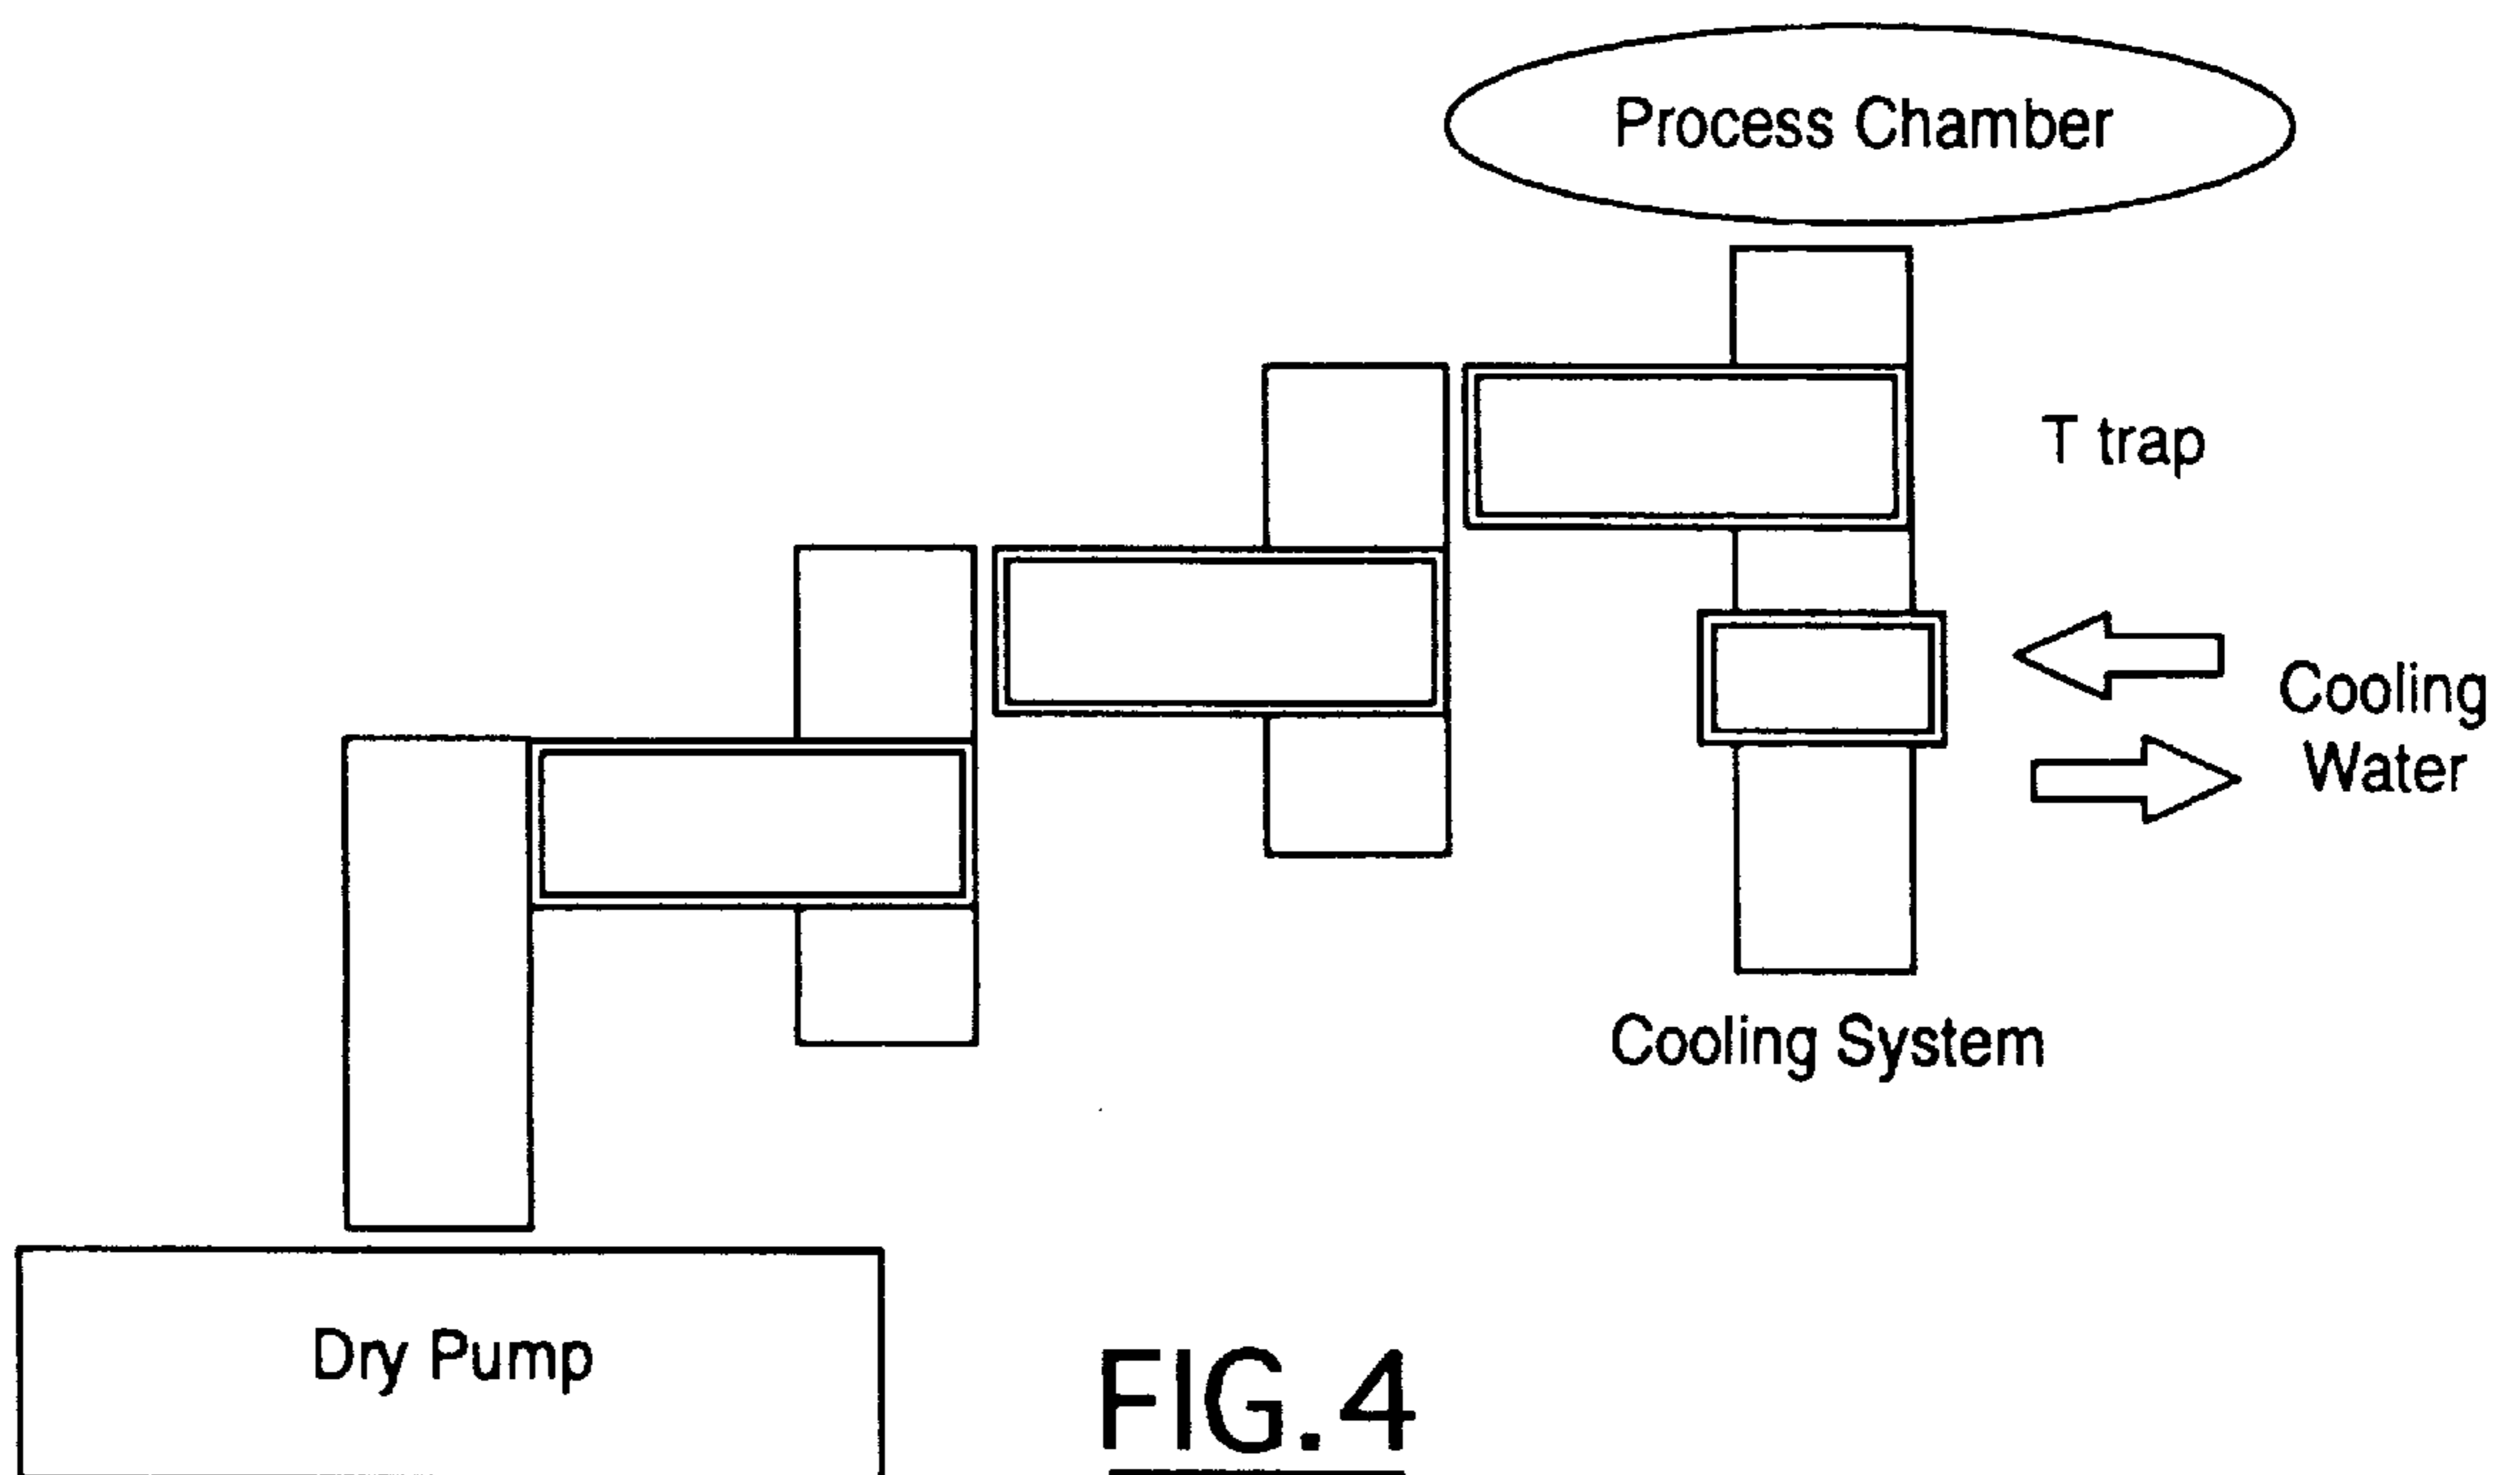 Process Chamber
T trap
Cooling
Water
Cooling System
Dry Pump
FIG.4